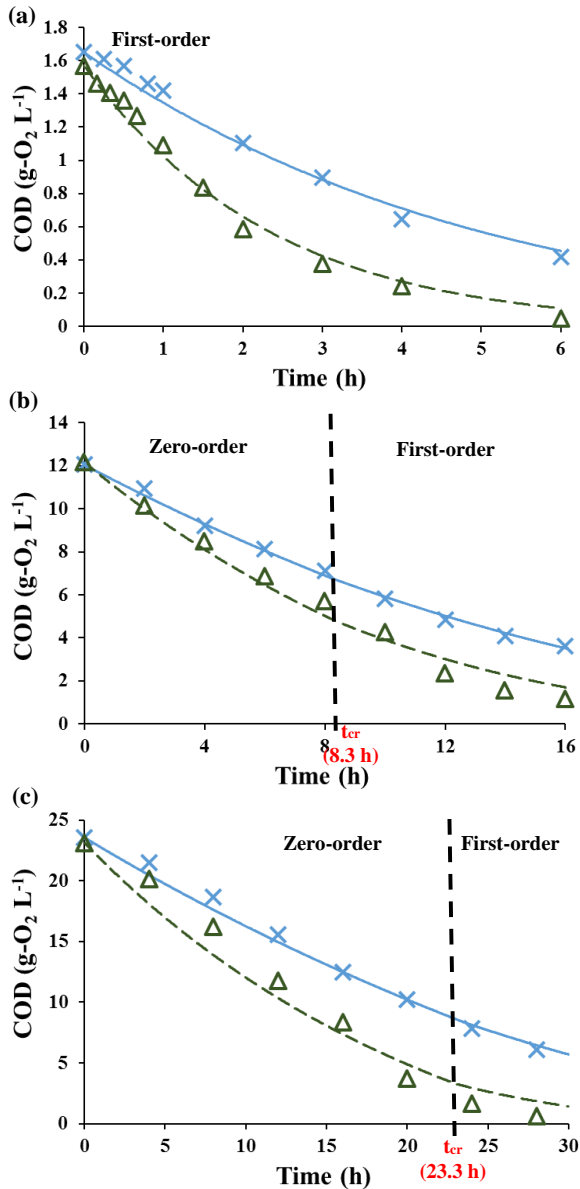 (a)
First-order
1.8
1.6
1.4
1.2
1
0.8
0.6
0.4
0.2
0
COD (g-O₂ L⁻¹)
0 1 2 3 4 5 6
Time (h)
(b)
Zero-order First-order
14
12
10
8
6
4
2
0
COD (g-O₂ L⁻¹)
0 4 8 12 16
tcr
(8.3 h)
Time (h)
(c)
Zero-order First-order
25
20
15
10
5
0
COD (g-O₂ L⁻¹)
0 5 10 15 20 25 30
tcr
(23.3 h)
Time (h)